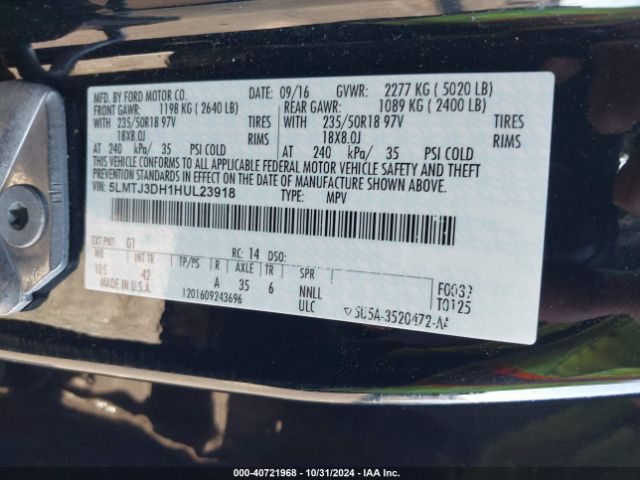 MFD. BY FORD MOTOR CO. DATE: 09/16 GVWR: 2277 KG ( 5020 LB)
FRONT GAWR: 1198 KG ( 2640 LB) REAR GAWR: 1089 KG ( 2400 LB)
WITH 235/50R18 97V TIRES WITH 235/50R18 97V TIRES
18X8.0J RIMS 18X8.0J RIMS
AT 240 kPa/ 35 PSI COLD AT 240 kPa/ 35 PSI COLD
THIS VEHICLE CONFORMS TO ALL APPLICABLE FEDERAL MOTOR VEHICLE SAFETY AND THEFT
PREVENTION STANDARDS IN EFFECT ON THE DATE OF MANUFACTURE SHOWN ABOVE.
VIN: 5LMTJ3DH1HUL23918 TYPE: MPV
EXT PNT: G1 RC: 14 DSO:
WB INT TR TP/PS R AXLE TR SPR
105 42 A 35 6 NNLL F0033
MADE IN U.S.A. 1201609243696 ULC T0125
000-40721968 • 10/31/2024 • IAA Inc.